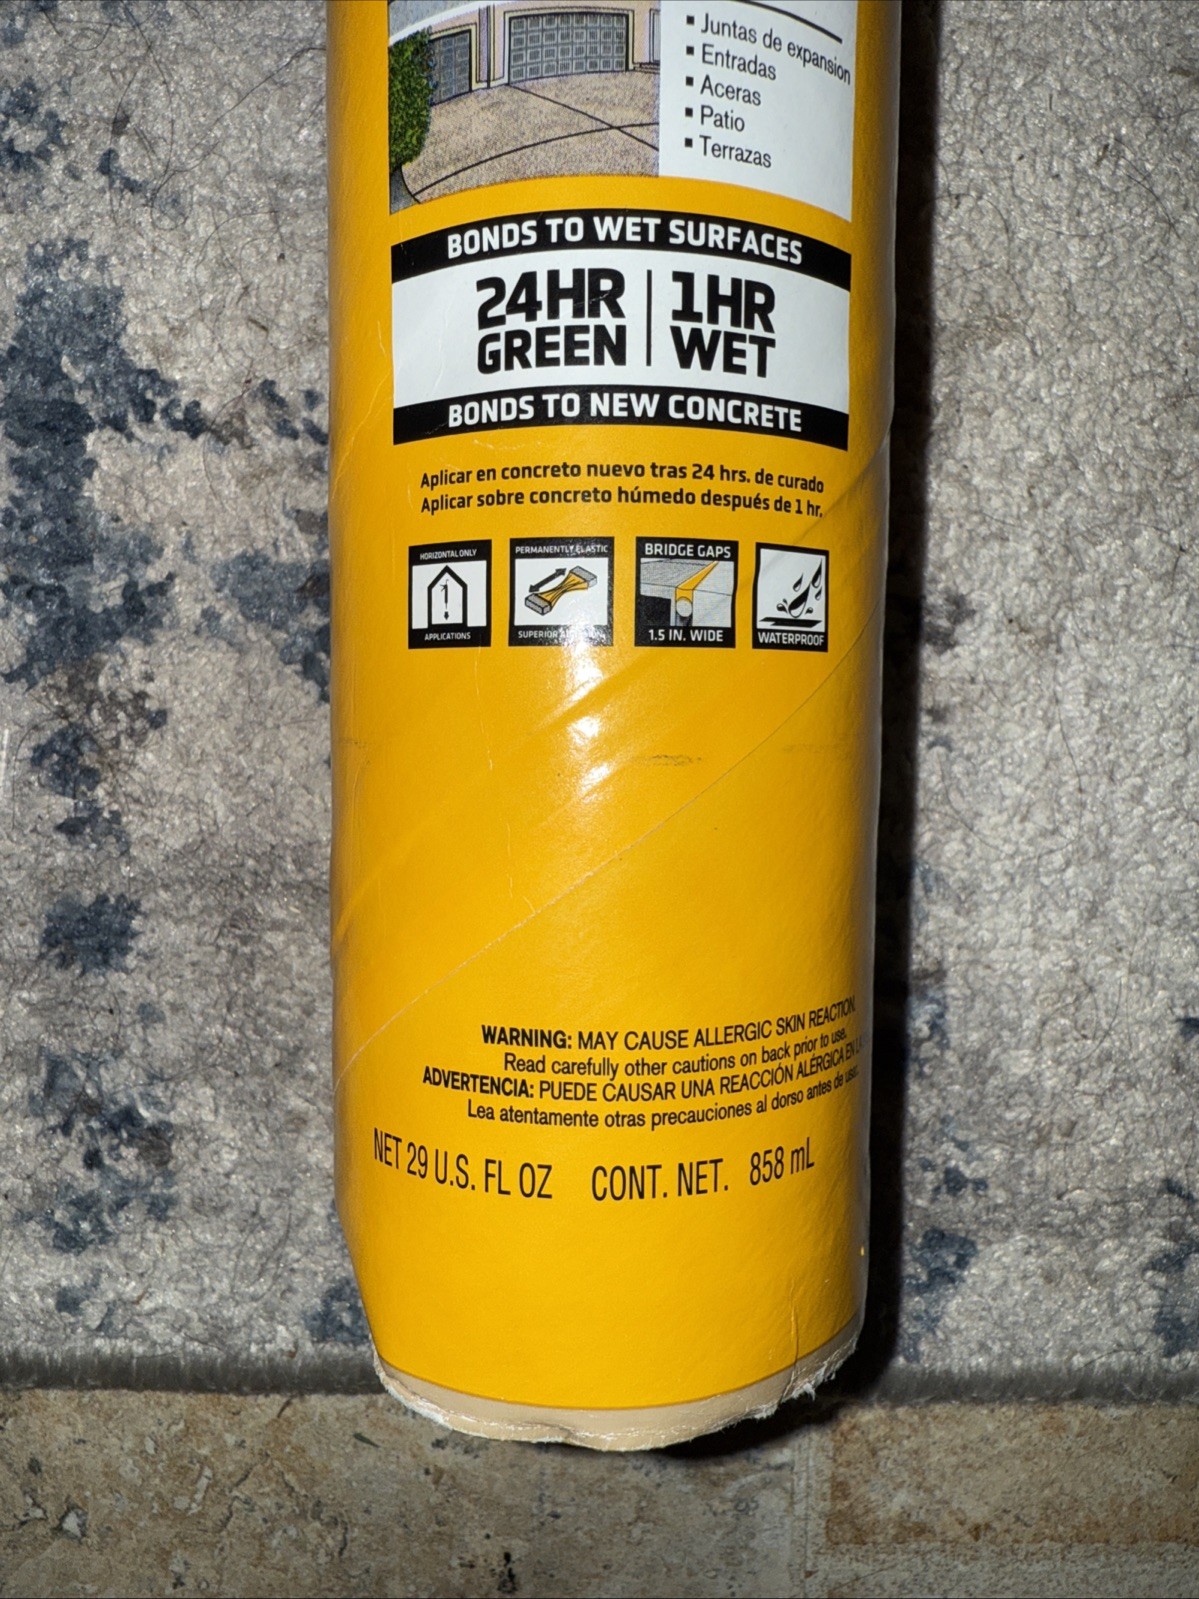 ▪ Juntas de expansion
▪ Entradas
▪ Aceras
▪ Patio
▪ Terrazas
BONDS TO WET SURFACES
24HR GREEN | 1HR WET
BONDS TO NEW CONCRETE
Aplicar en concreto nuevo tras 24 hrs. de curado
Aplicar sobre concreto húmedo después de 1 hr.
HORIZONTAL ONLY
APPLICATIONS
PERMANENTLY ELASTIC
SUPERIOR
BRIDGE GAPS
1.5 IN. WIDE
WATERPROOF
WARNING: MAY CAUSE ALLERGIC SKIN REACTION.
Read carefully other cautions on back prior to use.
ADVERTENCIA: PUEDE CAUSAR UNA REACCIÓN ALÉRGICA EN
Lea atentamente otras precauciones al dorso antes de usar.
NET 29 U.S. FL OZ CONT. NET. 858 mL